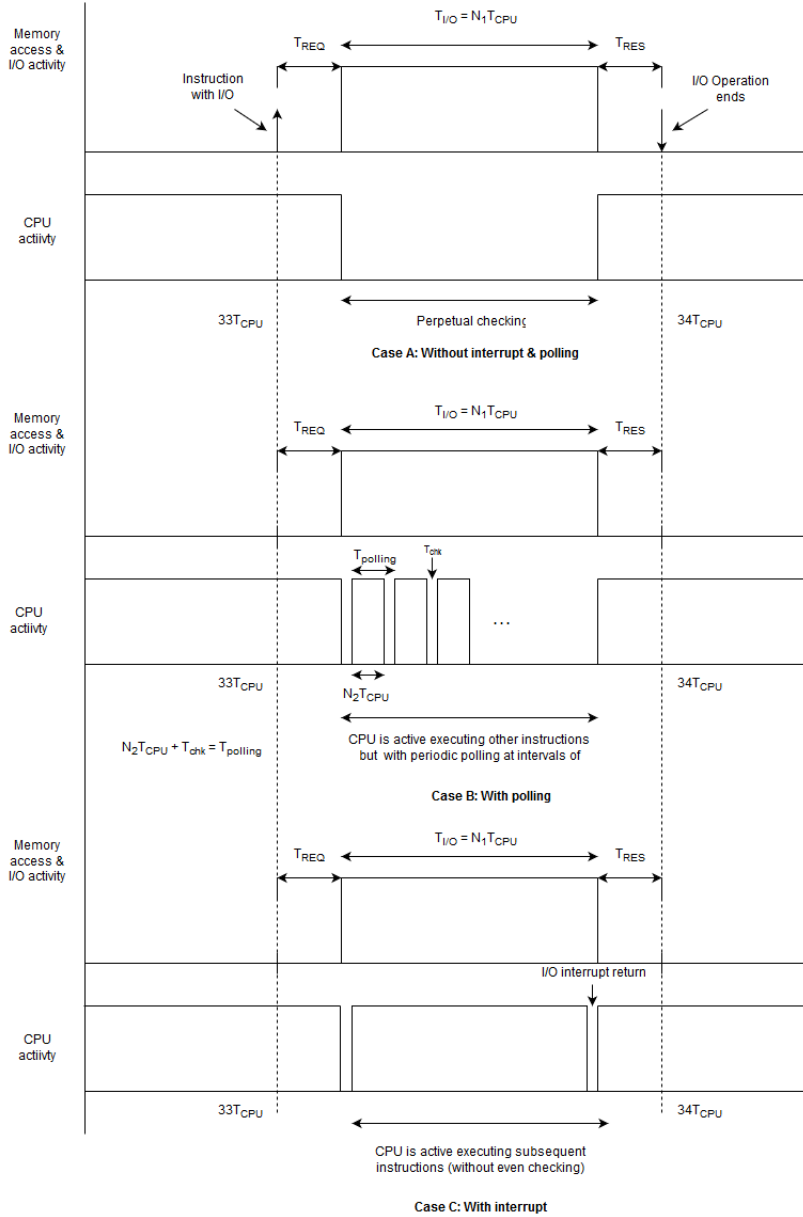 T_I/O = N_1T_CPU
Memory
access &
I/O activity
T_REQ
T_RES
Instruction
with I/O
I/O Operation
ends
CPU
actiivty
33T_CPU
Perpetual checking
34T_CPU
Case A: Without interrupt & polling
Memory
access &
I/O activity
T_I/O = N_1T_CPU
T_REQ
T_RES
T_polling
T_chk
CPU
actiivty
...
33T_CPU
34T_CPU
N_2T_CPU
N_2T_CPU + T_chk = T_polling
CPU is active executing other instructions
but with periodic polling at intervals of
Case B: With polling
Memory
access &
I/O activity
T_I/O = N_1T_CPU
T_REQ
T_RES
I/O interrupt return
CPU
actiivty
33T_CPU
34T_CPU
CPU is active executing subsequent
instructions (without even checking)
Case C: With interrupt